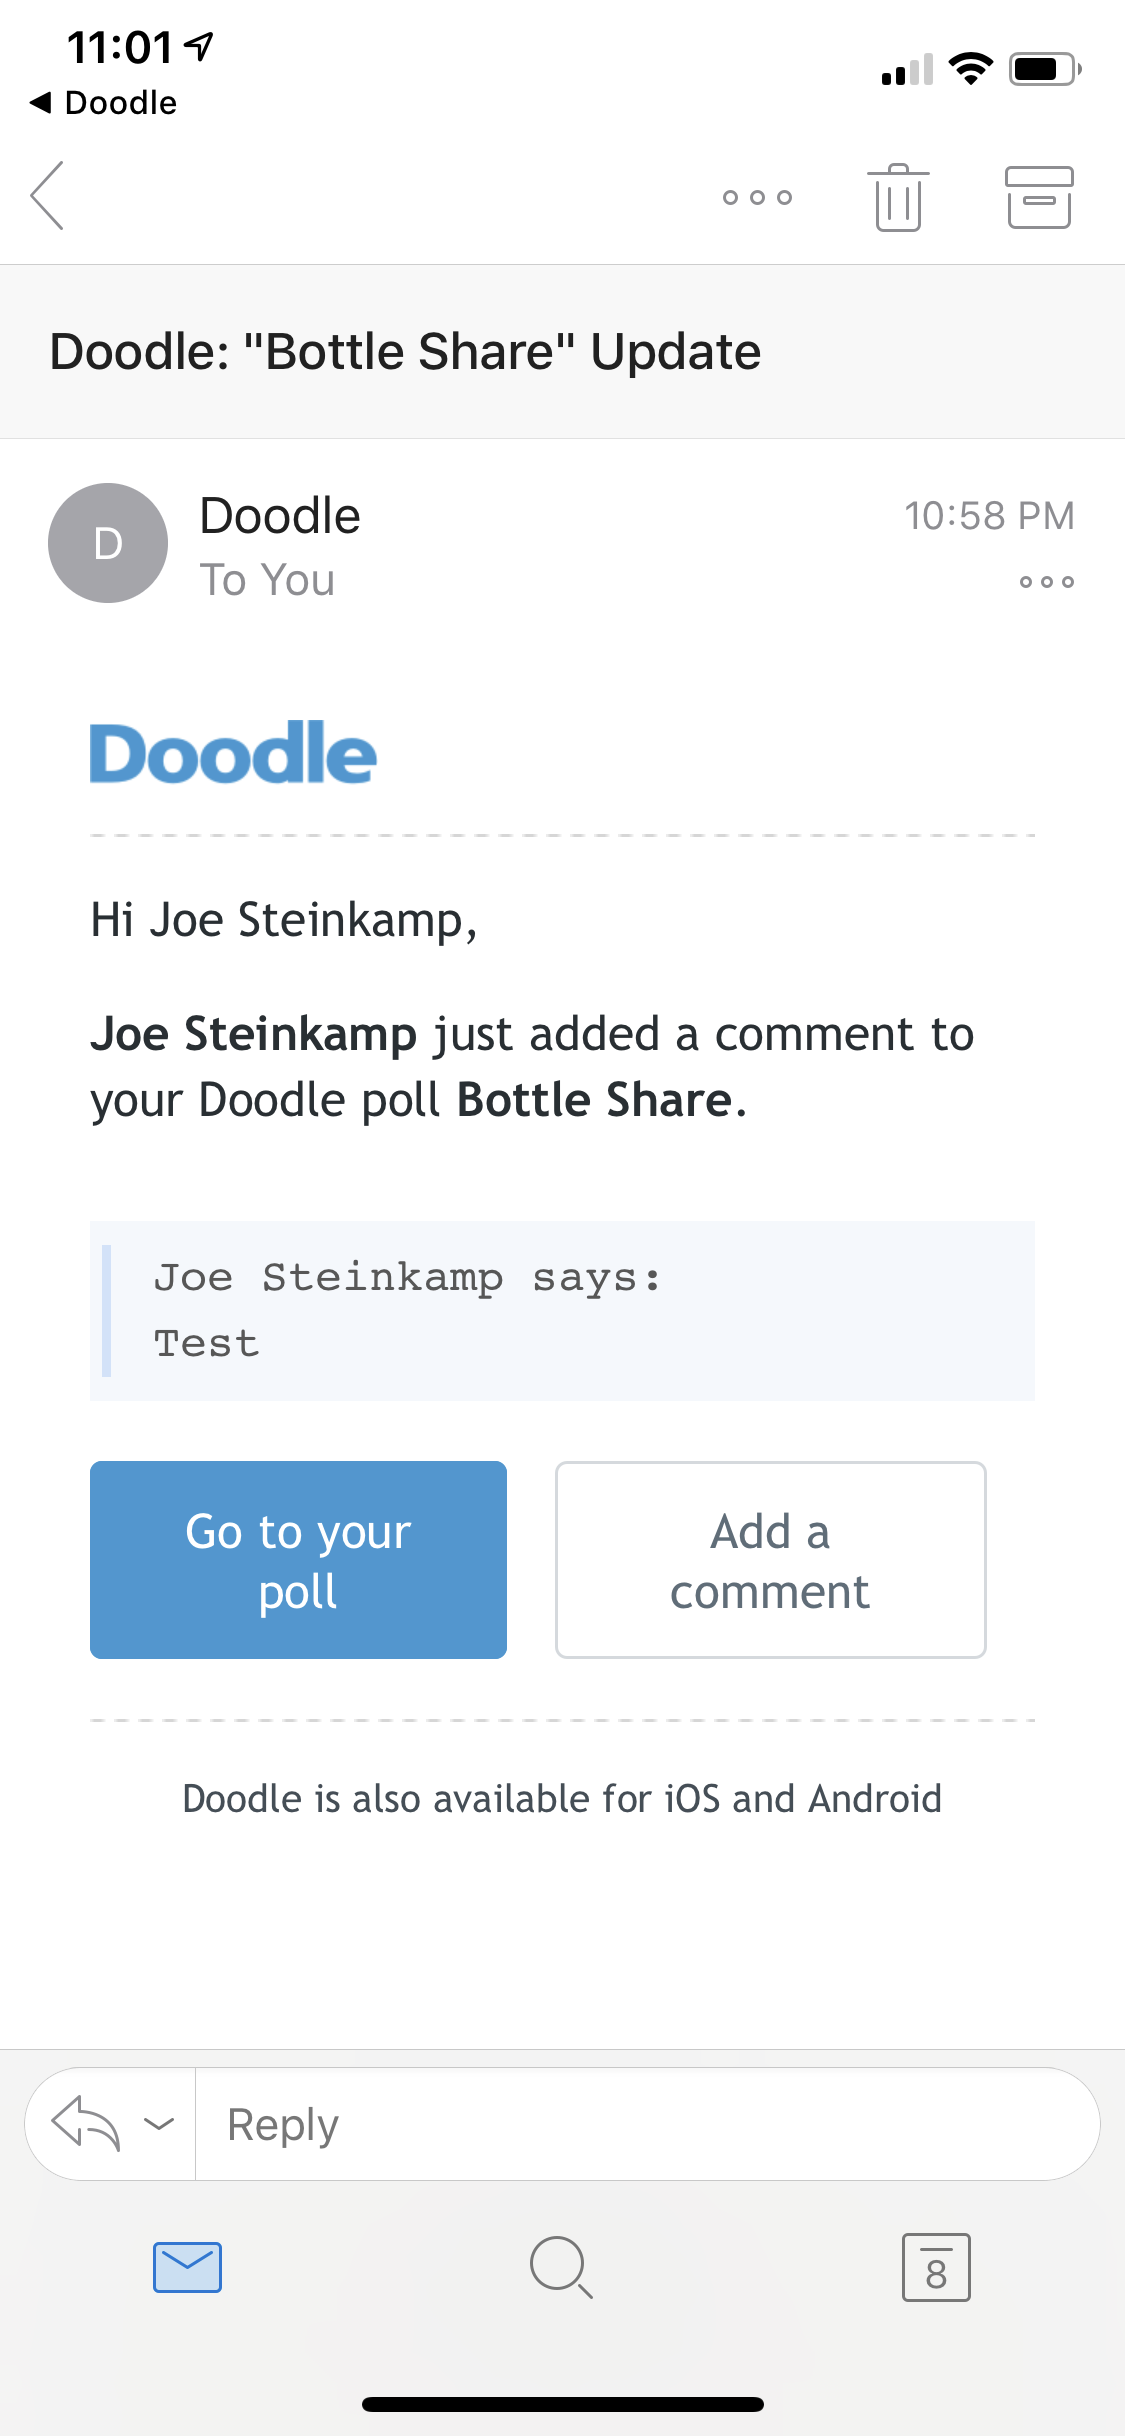 11:01
◀ Doodle
Doodle: "Bottle Share" Update
D
Doodle
10:58 PM
To You
Doodle
Hi Joe Steinkamp,
Joe Steinkamp just added a comment to
your Doodle poll Bottle Share.
Joe Steinkamp says:
Test
Go to your
poll
Add a
comment
Doodle is also available for iOS and Android
Reply
8